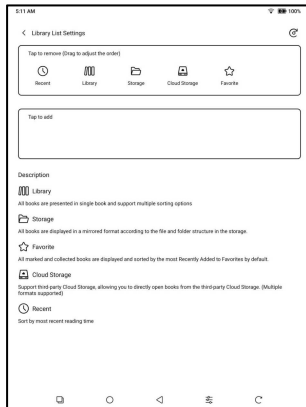 5:11 AM 100%
Library List Settings
Tap to remove (Drag to adjust the order)
Recent Library Storage Cloud Storage Favorite
Tap to add
Description
Library
All books are presented in single book and support multiple sorting options
Storage
All books are displayed in a mirrored format according to the file and folder structure in the storage.
Favorite
All marked and collected books are displayed and sorted by the most Recently Added to Favorites by default.
Cloud Storage
Support third-party Cloud Storage, allowing you to directly open books from the third-party Cloud Storage. (Multiple
formats supported)
Recent
Sort by most recent reading time